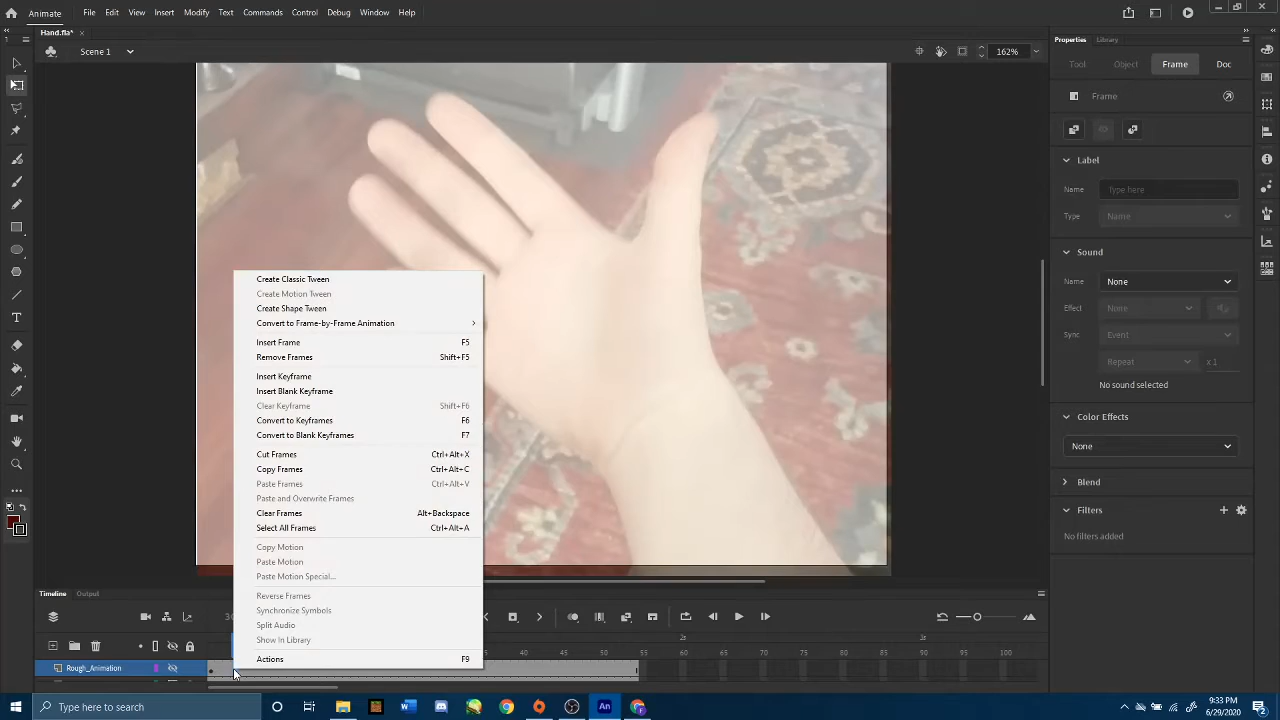 Animate File Edit View Insert Modify Text Commands Control Debug Window Help
Hand.fla*
Scene 1
162%
Properties Library
Tool Object Frame Doc
Frame
Label
Name Type here
Type Name
Sound
Name None
Effect None
Sync Event
Repeat x 1
No sound selected
Color Effects
None
Blend
Filters
No filters added
Create Classic Tween
Create Motion Tween
Create Shape Tween
Convert to Frame-by-Frame Animation
Insert Frame F5
Remove Frames Shift+F5
Insert Keyframe
Insert Blank Keyframe
Clear Keyframe Shift+F6
Convert to Keyframes F6
Convert to Blank Keyframes F7
Cut Frames Ctrl+Alt+X
Copy Frames Ctrl+Alt+C
Paste Frames Ctrl+Alt+V
Paste and Overwrite Frames
Clear Frames Alt+Backspace
Select All Frames Ctrl+Alt+A
Copy Motion
Paste Motion
Paste Motion Special...
Reverse Frames
Synchronize Symbols
Split Audio
Show In Library
Actions F9
Timeline Output
2s 3s
55 60 65 70 75 80 85 90 95 100
Rough_Animation
Type here to search
An
9:33 PM
6/29/2020